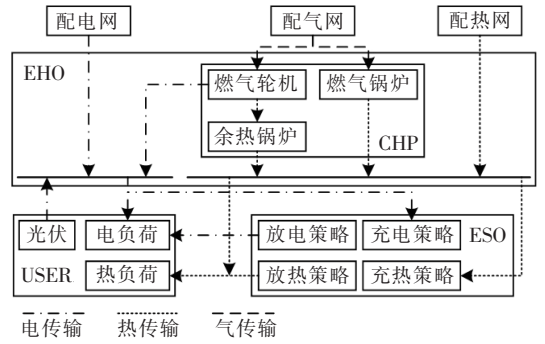 配电网 配气网 配热网
EHO
燃气轮机 燃气锅炉
余热锅炉
CHP
光伏 电负荷 放电策略 充电策略 ESO
USER 热负荷 放热策略 充热策略
电传输 热传输 气传输